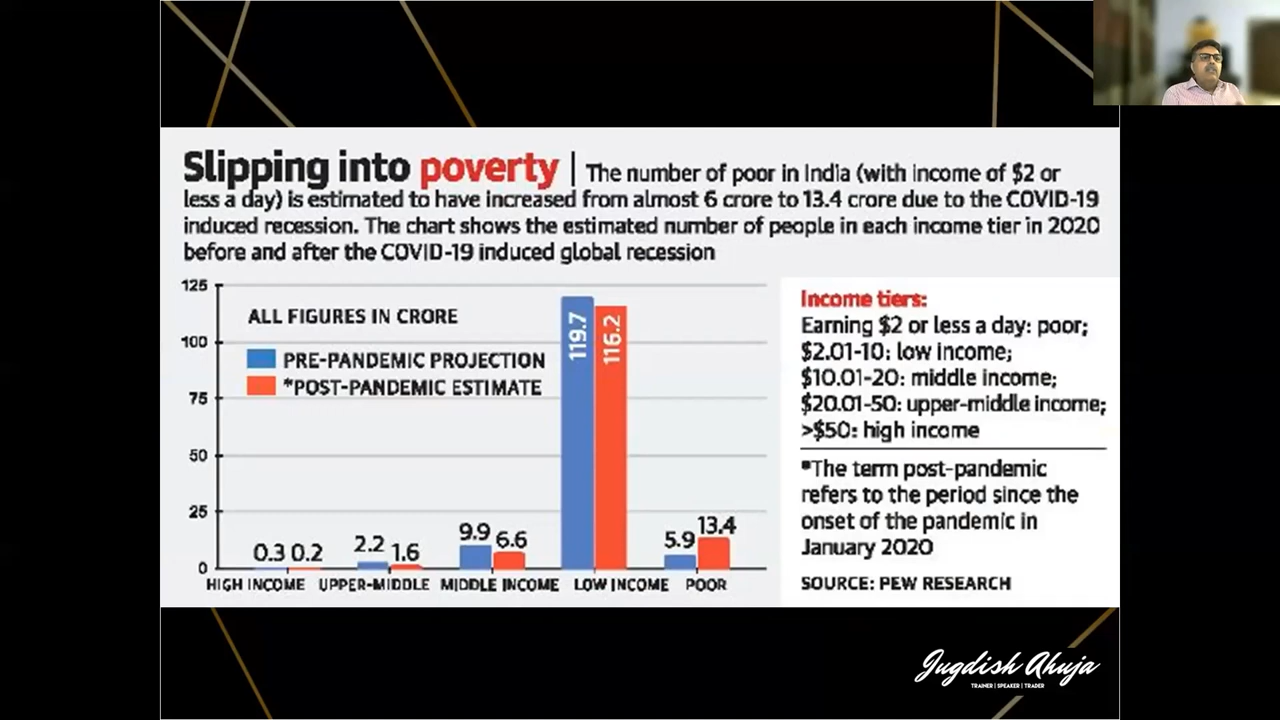 Slipping into poverty | The number of poor in India (with income of $2 or
less a day) is estimated to have increased from almost 6 crore to 13.4 crore due to the COVID-19
induced recession. The chart shows the estimated number of people in each income tier in 2020
before and after the COVID-19 induced global recession
125
100
75
50
25
0
ALL FIGURES IN CRORE
PRE-PANDEMIC PROJECTION
*POST-PANDEMIC ESTIMATE
0.3 0.2
2.2 1.6
9.9 6.6
119.7 116.2
5.9 13.4
HIGH INCOME UPPER-MIDDLE MIDDLE INCOME LOW INCOME POOR
Income tiers:
Earning $2 or less a day: poor;
$2.01-10: low income;
$10.01-20: middle income;
$20.01-50: upper-middle income;
>$50: high income
*The term post-pandemic
refers to the period since the
onset of the pandemic in
January 2020
SOURCE: PEW RESEARCH
Jugdish Ahuja
TRAINER | SPEAKER | TRADER